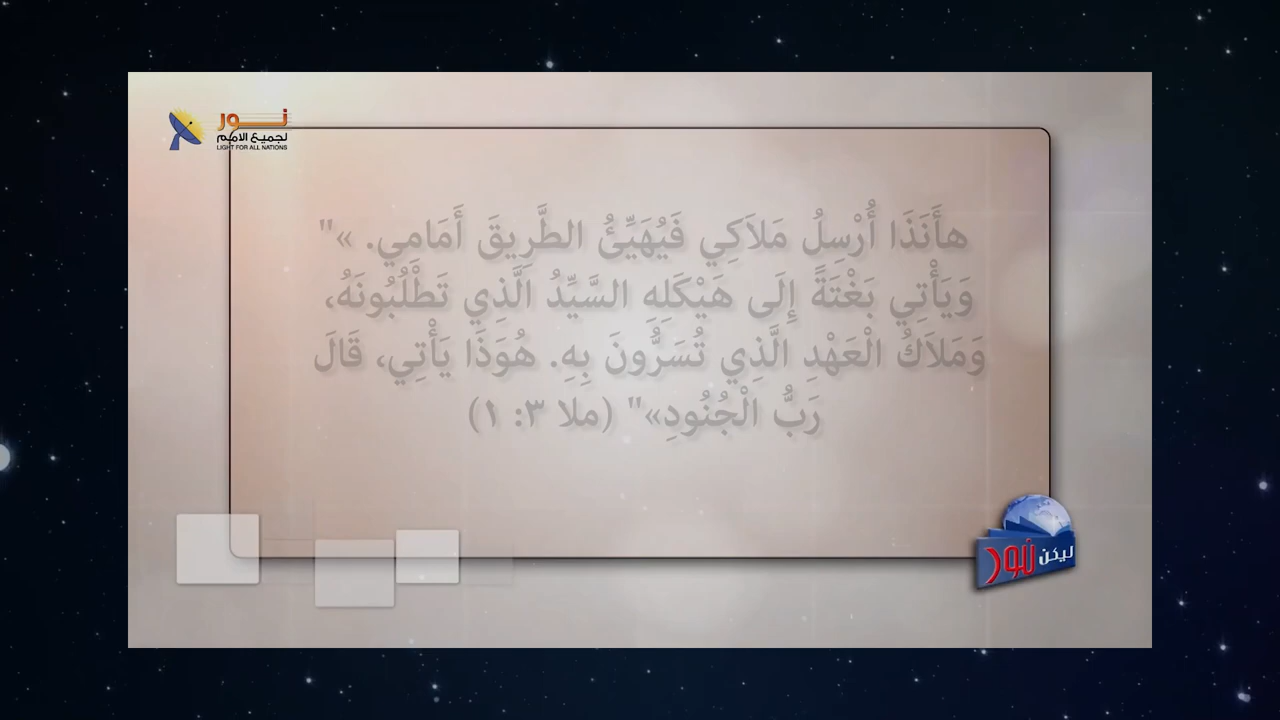 نور
لجميع الامم
LIGHT FOR ALL NATIONS
هأَنَذَا أُرْسِلُ مَلاَكِي فَيُهَيِّئُ الطَّرِيقَ أَمَامِي. »"
وَيَأْتِي بَغْتَةً إِلَى هَيْكَلِهِ السَّيِّدُ الَّذِي تَطْلُبُونَهُ،
وَمَلاَكُ الْعَهْدِ الَّذِي تُسَرُّونَ بِهِ. هُوَذَا يَأْتِي، قَالَ
رَبُّ الْجُنُودِ»" (ملا ٣: ١)
ليكن نور